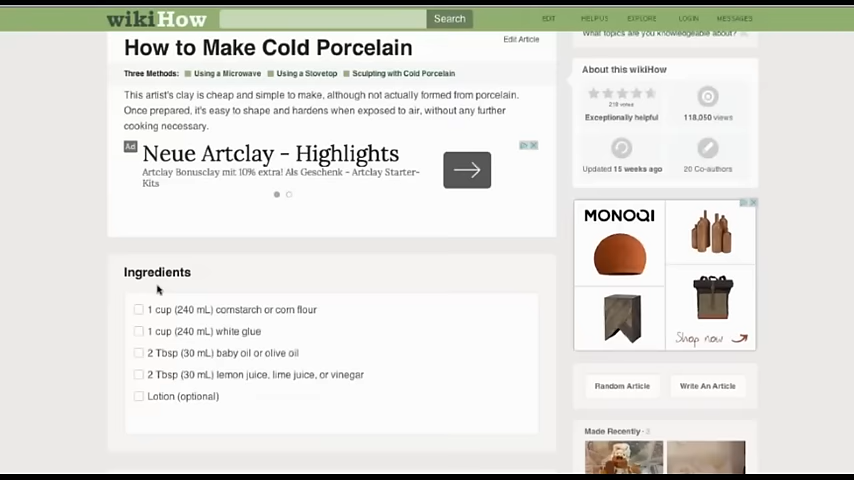 wikiHow
Search
EDIT
HELP US
EXPLORE
LOGIN
MESSAGES
How to Make Cold Porcelain
Edit Article
Three Methods: Using a Microwave Using a Stovetop Sculpting with Cold Porcelain
This artist's clay is cheap and simple to make, although not actually formed from porcelain.
Once prepared, it's easy to shape and hardens when exposed to air, without any further
cooking necessary.
Ad
Neue Artclay - Highlights
Artclay Bonusclay mit 10% extra! Als Geschenk - Artclay Starter-
Kits
Ingredients
1 cup (240 mL) cornstarch or corn flour
1 cup (240 mL) white glue
2 Tbsp (30 mL) baby oil or olive oil
2 Tbsp (30 mL) lemon juice, lime juice, or vinegar
Lotion (optional)
What topics are you knowledgeable about?
About this wikiHow
Exceptionally helpful
118,050 views
Updated 15 weeks ago
20 Co-authors
MONOQI
Shop now
Random Article
Write An Article
Made Recently